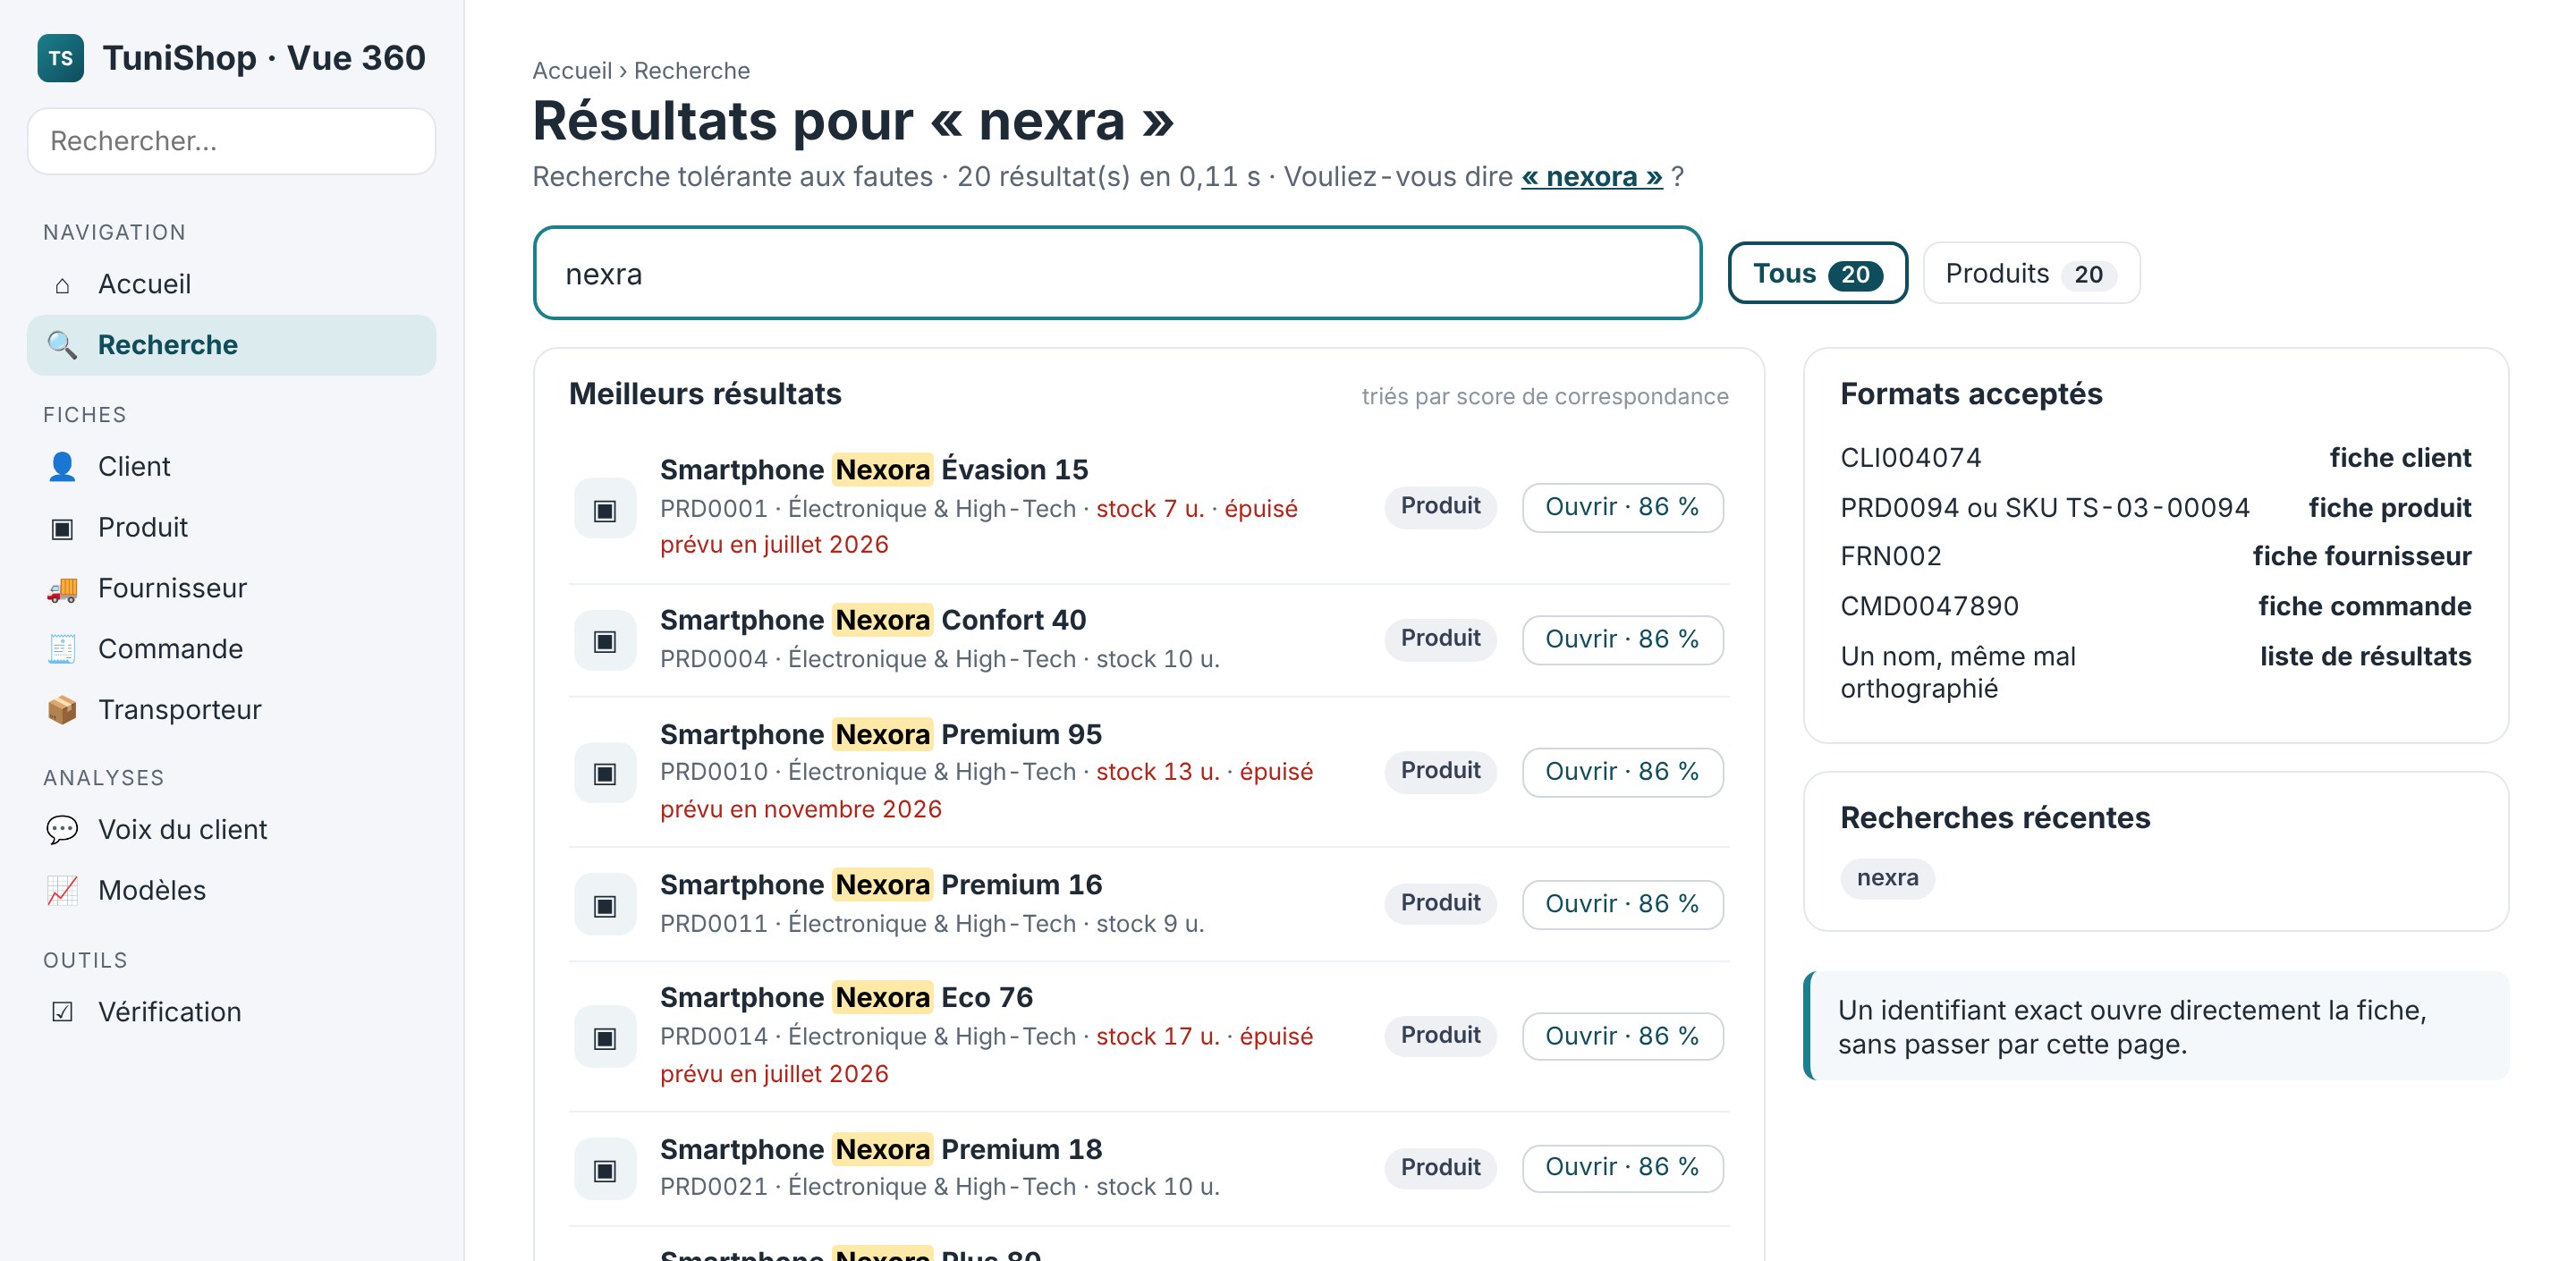 TS TuniShop · Vue 360
Rechercher...
NAVIGATION
Accueil
Recherche
FICHES
Client
Produit
Fournisseur
Commande
Transporteur
ANALYSES
Voix du client
Modèles
OUTILS
Vérification
Accueil › Recherche
Résultats pour « nexra »
Recherche tolérante aux fautes · 20 résultat(s) en 0,11 s · Vouliez-vous dire « nexora » ?
nexra
Tous 20
Produits 20
Meilleurs résultats
triés par score de correspondance
Smartphone Nexora Évasion 15
PRD0001 · Électronique & High-Tech · stock 7 u. · épuisé
prévu en juillet 2026
Produit
Ouvrir · 86 %
Smartphone Nexora Confort 40
PRD0004 · Électronique & High-Tech · stock 10 u.
Produit
Ouvrir · 86 %
Smartphone Nexora Premium 95
PRD0010 · Électronique & High-Tech · stock 13 u. · épuisé
prévu en novembre 2026
Produit
Ouvrir · 86 %
Smartphone Nexora Premium 16
PRD0011 · Électronique & High-Tech · stock 9 u.
Produit
Ouvrir · 86 %
Smartphone Nexora Eco 76
PRD0014 · Électronique & High-Tech · stock 17 u. · épuisé
prévu en juillet 2026
Produit
Ouvrir · 86 %
Smartphone Nexora Premium 18
PRD0021 · Électronique & High-Tech · stock 10 u.
Produit
Ouvrir · 86 %
Smartphone Nexora Plus 80
Formats acceptés
CLI004074 fiche client
PRD0094 ou SKU TS-03-00094 fiche produit
FRN002 fiche fournisseur
CMD0047890 fiche commande
Un nom, même mal liste de résultats
orthographié
Recherches récentes
nexra
Un identifiant exact ouvre directement la fiche,
sans passer par cette page.